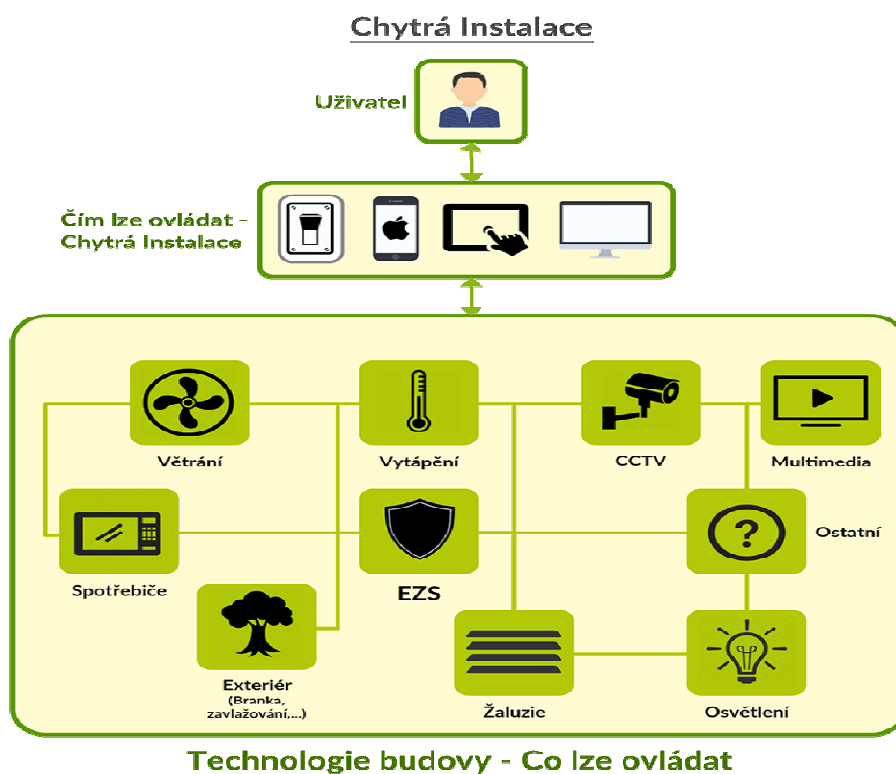 Chytrá Instalace
Uživatel
Čím lze ovládat -
Chytrá Instalace
Větrání
Vytápění
CCTV
Multimedia
Spotřebiče
EZS
Ostatní
Exteriér
(Branka,
zavlažování,...)
Žaluzie
Osvětlení
Technologie budovy - Co lze ovládat